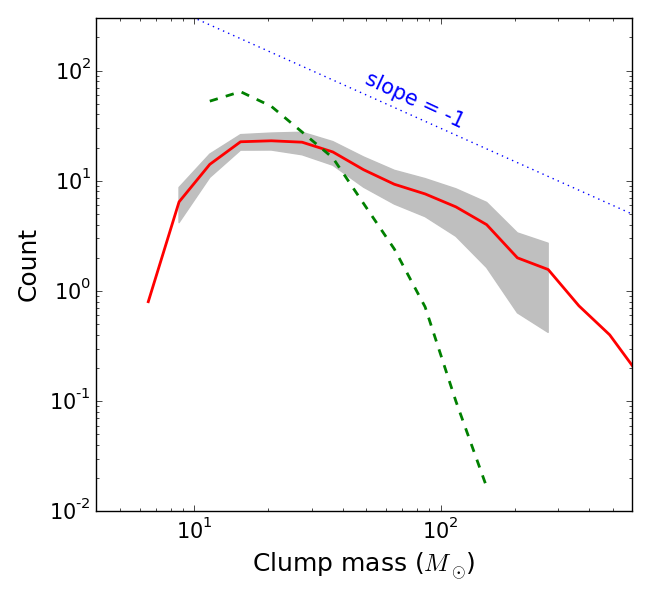 slope = -1
10²
10¹
10⁰
10⁻¹
10⁻²
Count
10¹ 10²
Clump mass (M☉)